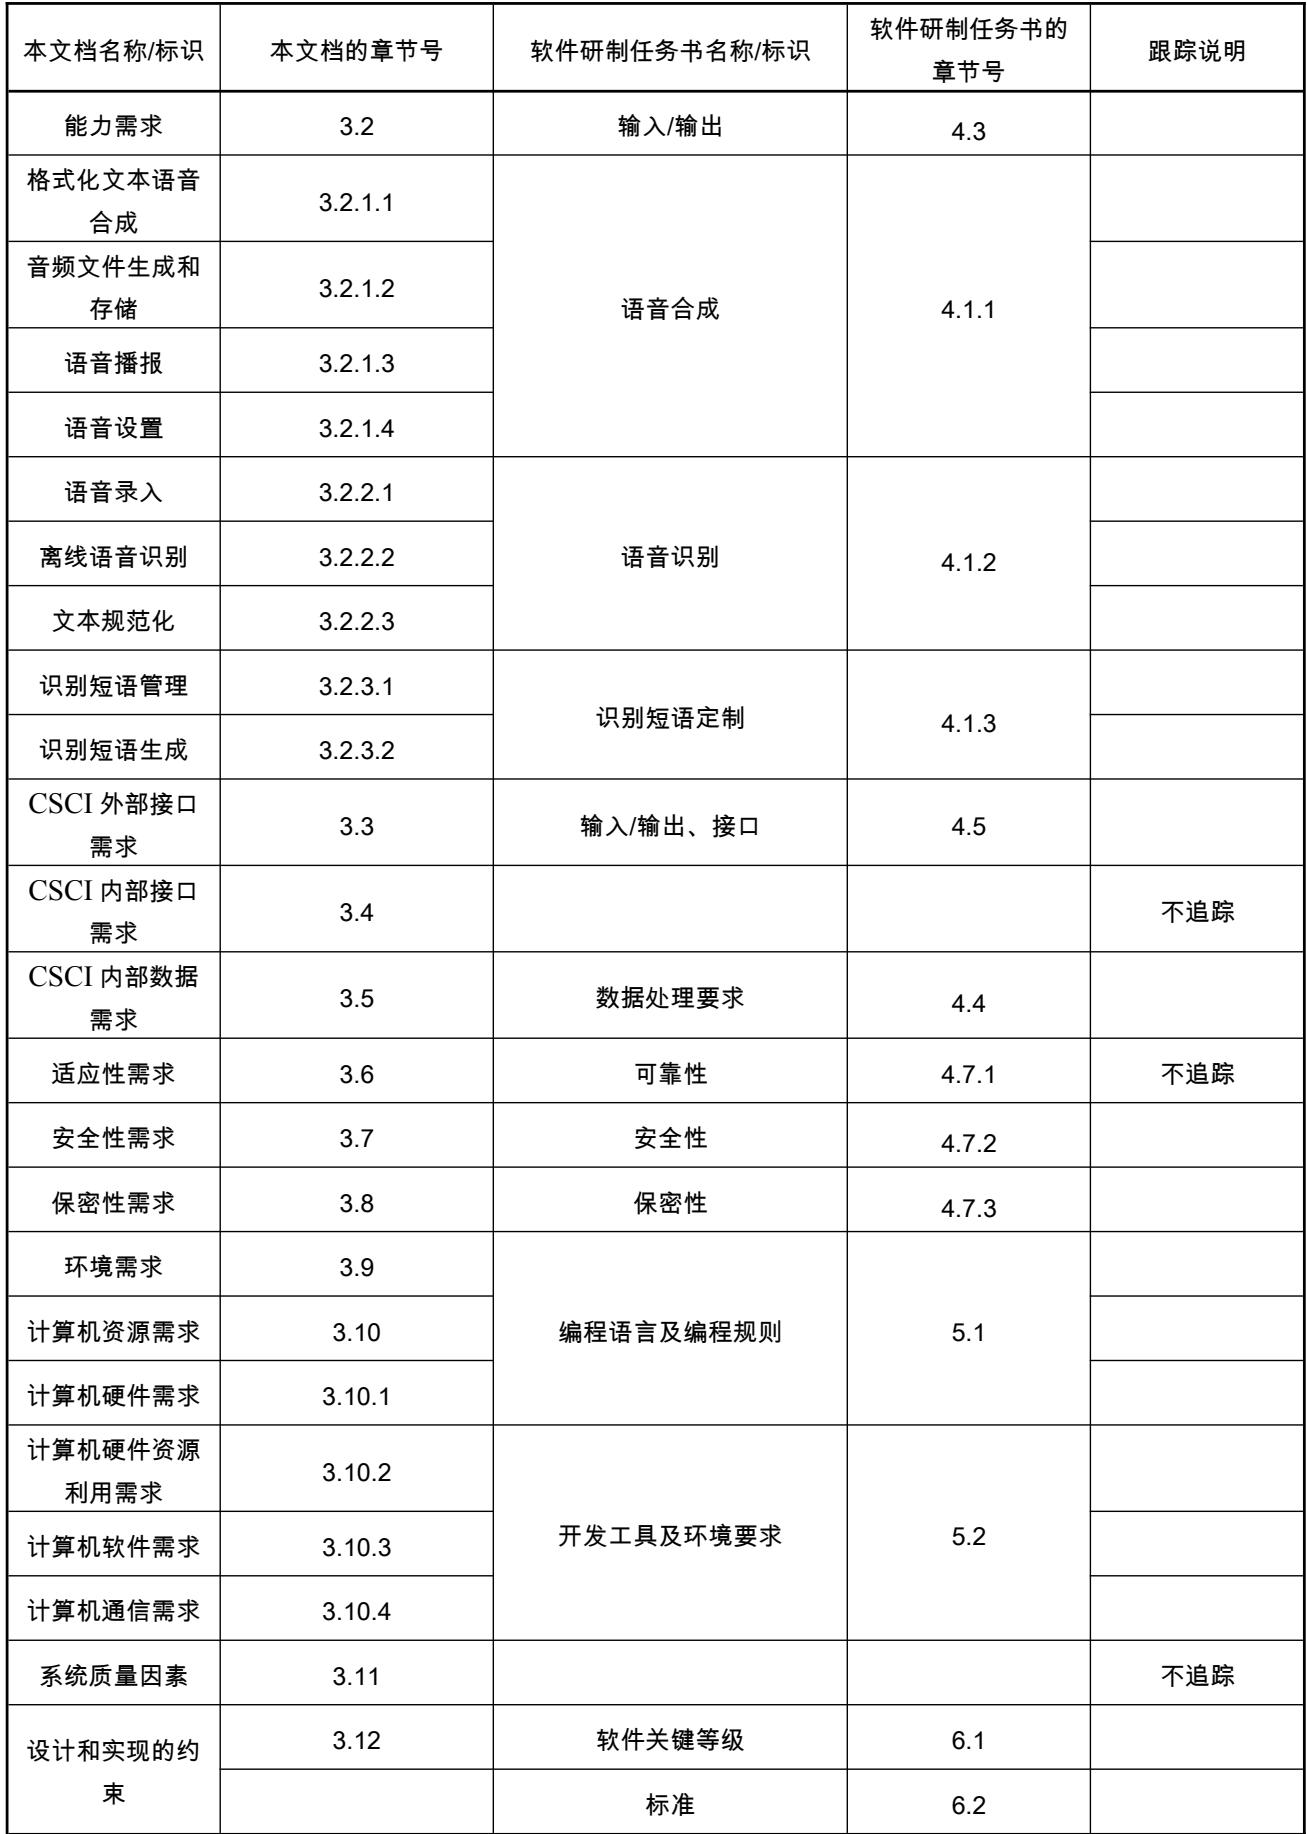 本文档名称/标识 本文档的章节号 软件研制任务书名称/标识 软件研制任务书的
章节号 跟踪说明
能力需求 3.2 输入/输出 4.3
格式化文本语音
合成 3.2.1.1
音频文件生成和
存储 3.2.1.2 语音合成 4.1.1
语音播报 3.2.1.3
语音设置 3.2.1.4
语音录入 3.2.2.1
离线语音识别 3.2.2.2 语音识别 4.1.2
文本规范化 3.2.2.3
识别短语管理 3.2.3.1 识别短语定制 4.1.3
识别短语生成 3.2.3.2
CSCI 外部接口
需求 3.3 输入/输出、接口 4.5
CSCI 内部接口
需求 3.4 不追踪
CSCI 内部数据
需求 3.5 数据处理要求 4.4
适应性需求 3.6 可靠性 4.7.1 不追踪
安全性需求 3.7 安全性 4.7.2
保密性需求 3.8 保密性 4.7.3
环境需求 3.9
计算机资源需求 3.10 编程语言及编程规则 5.1
计算机硬件需求 3.10.1
计算机硬件资源
利用需求 3.10.2
计算机软件需求 3.10.3 开发工具及环境要求 5.2
计算机通信需求 3.10.4
系统质量因素 3.11 不追踪
设计和实现的约
束 3.12 软件关键等级 6.1
标准 6.2